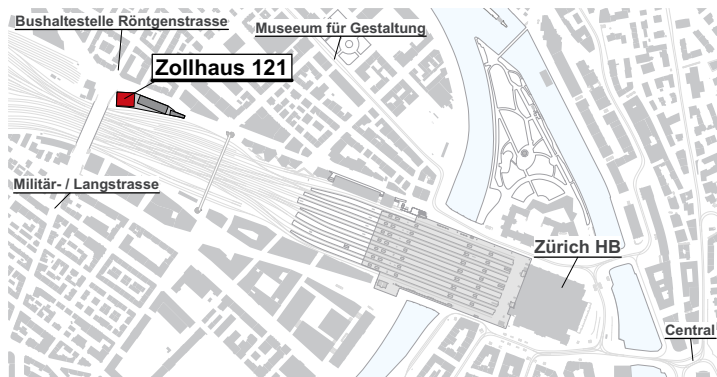 Bushaltestelle Röntgenstrasse
Museeum für Gestaltung
Zollhaus 121
Militär- / Langstrasse
Zürich HB
Central